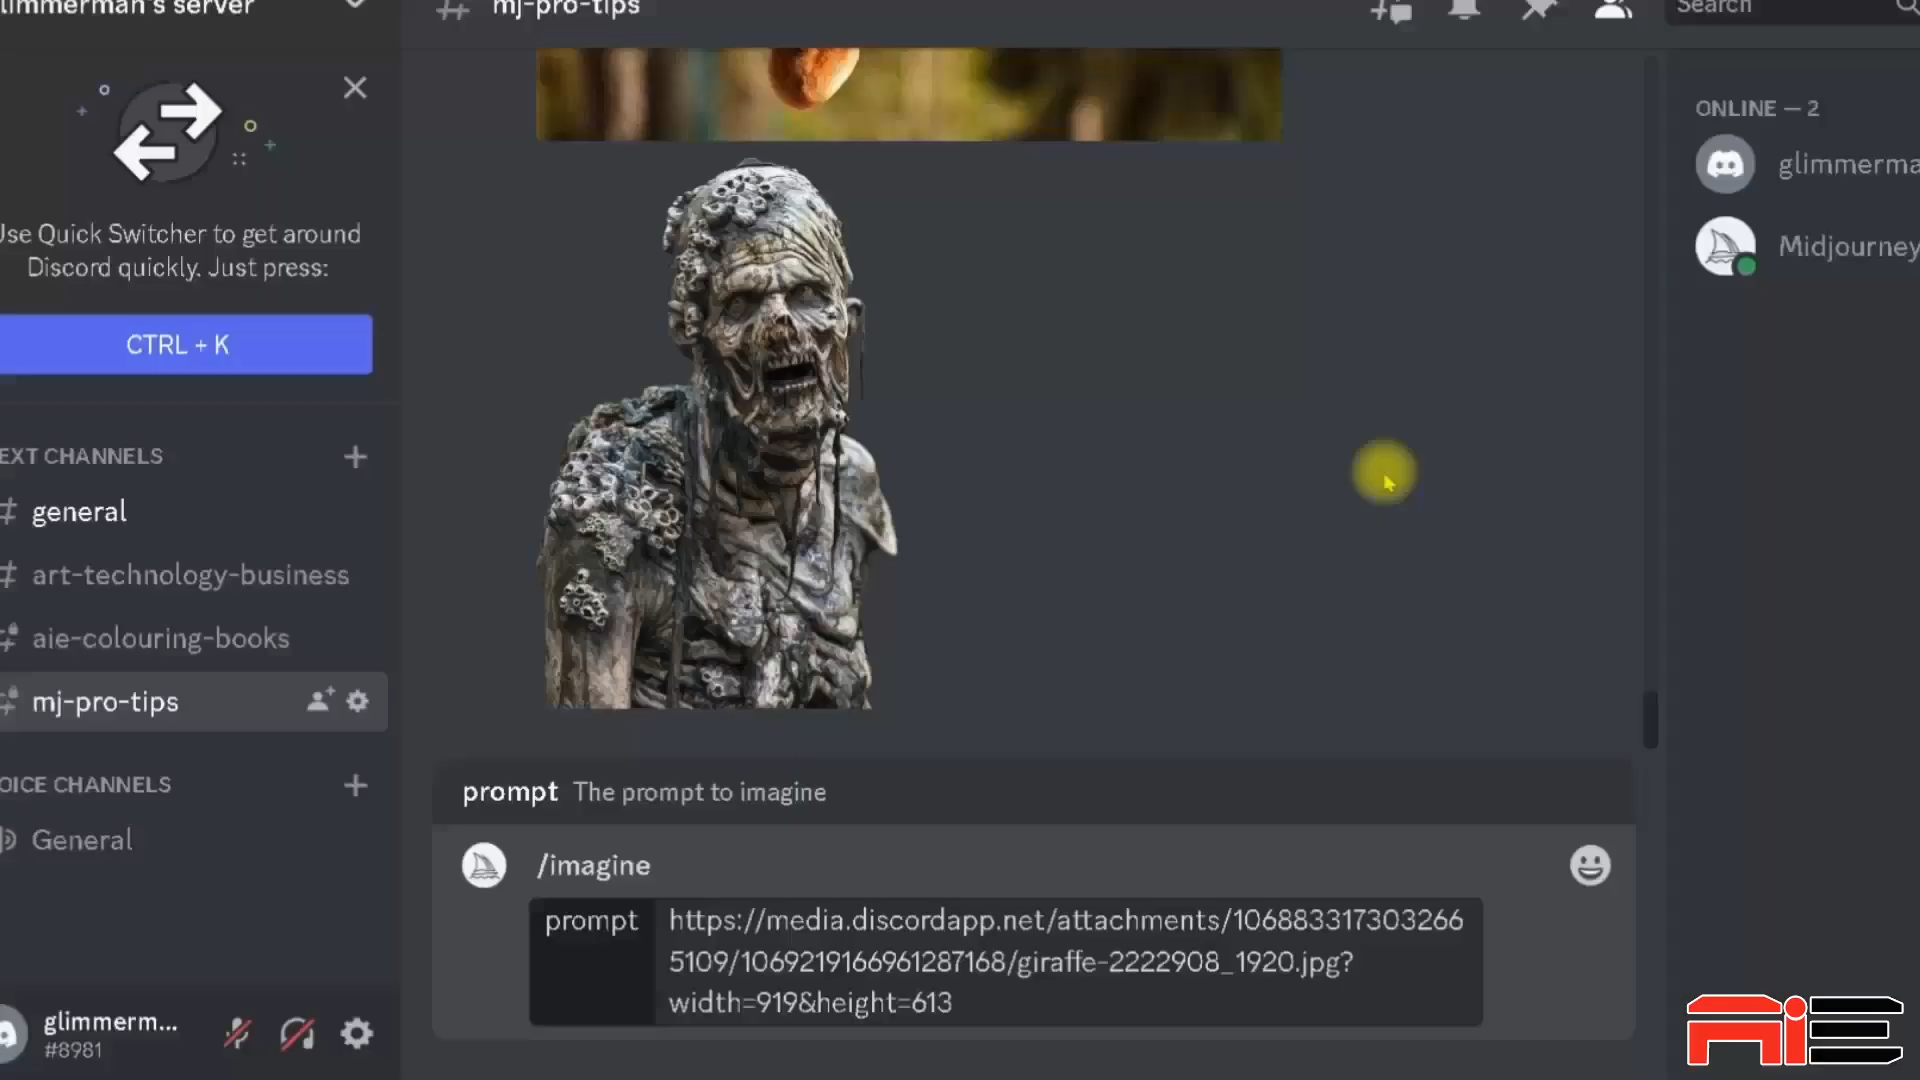 limmerman's server
mj-pro-tips
Search
Use Quick Switcher to get around
Discord quickly. Just press:
CTRL + K
EXT CHANNELS
general
art-technology-business
aie-colouring-books
mj-pro-tips
OICE CHANNELS
General
glimmerm...
#8981
prompt The prompt to imagine
/imagine
prompt https://media.discordapp.net/attachments/106883317303266
5109/1069219166961287168/giraffe-2222908_1920.jpg?
width=919&height=613
ONLINE — 2
glimmerma
Midjourney
AiE